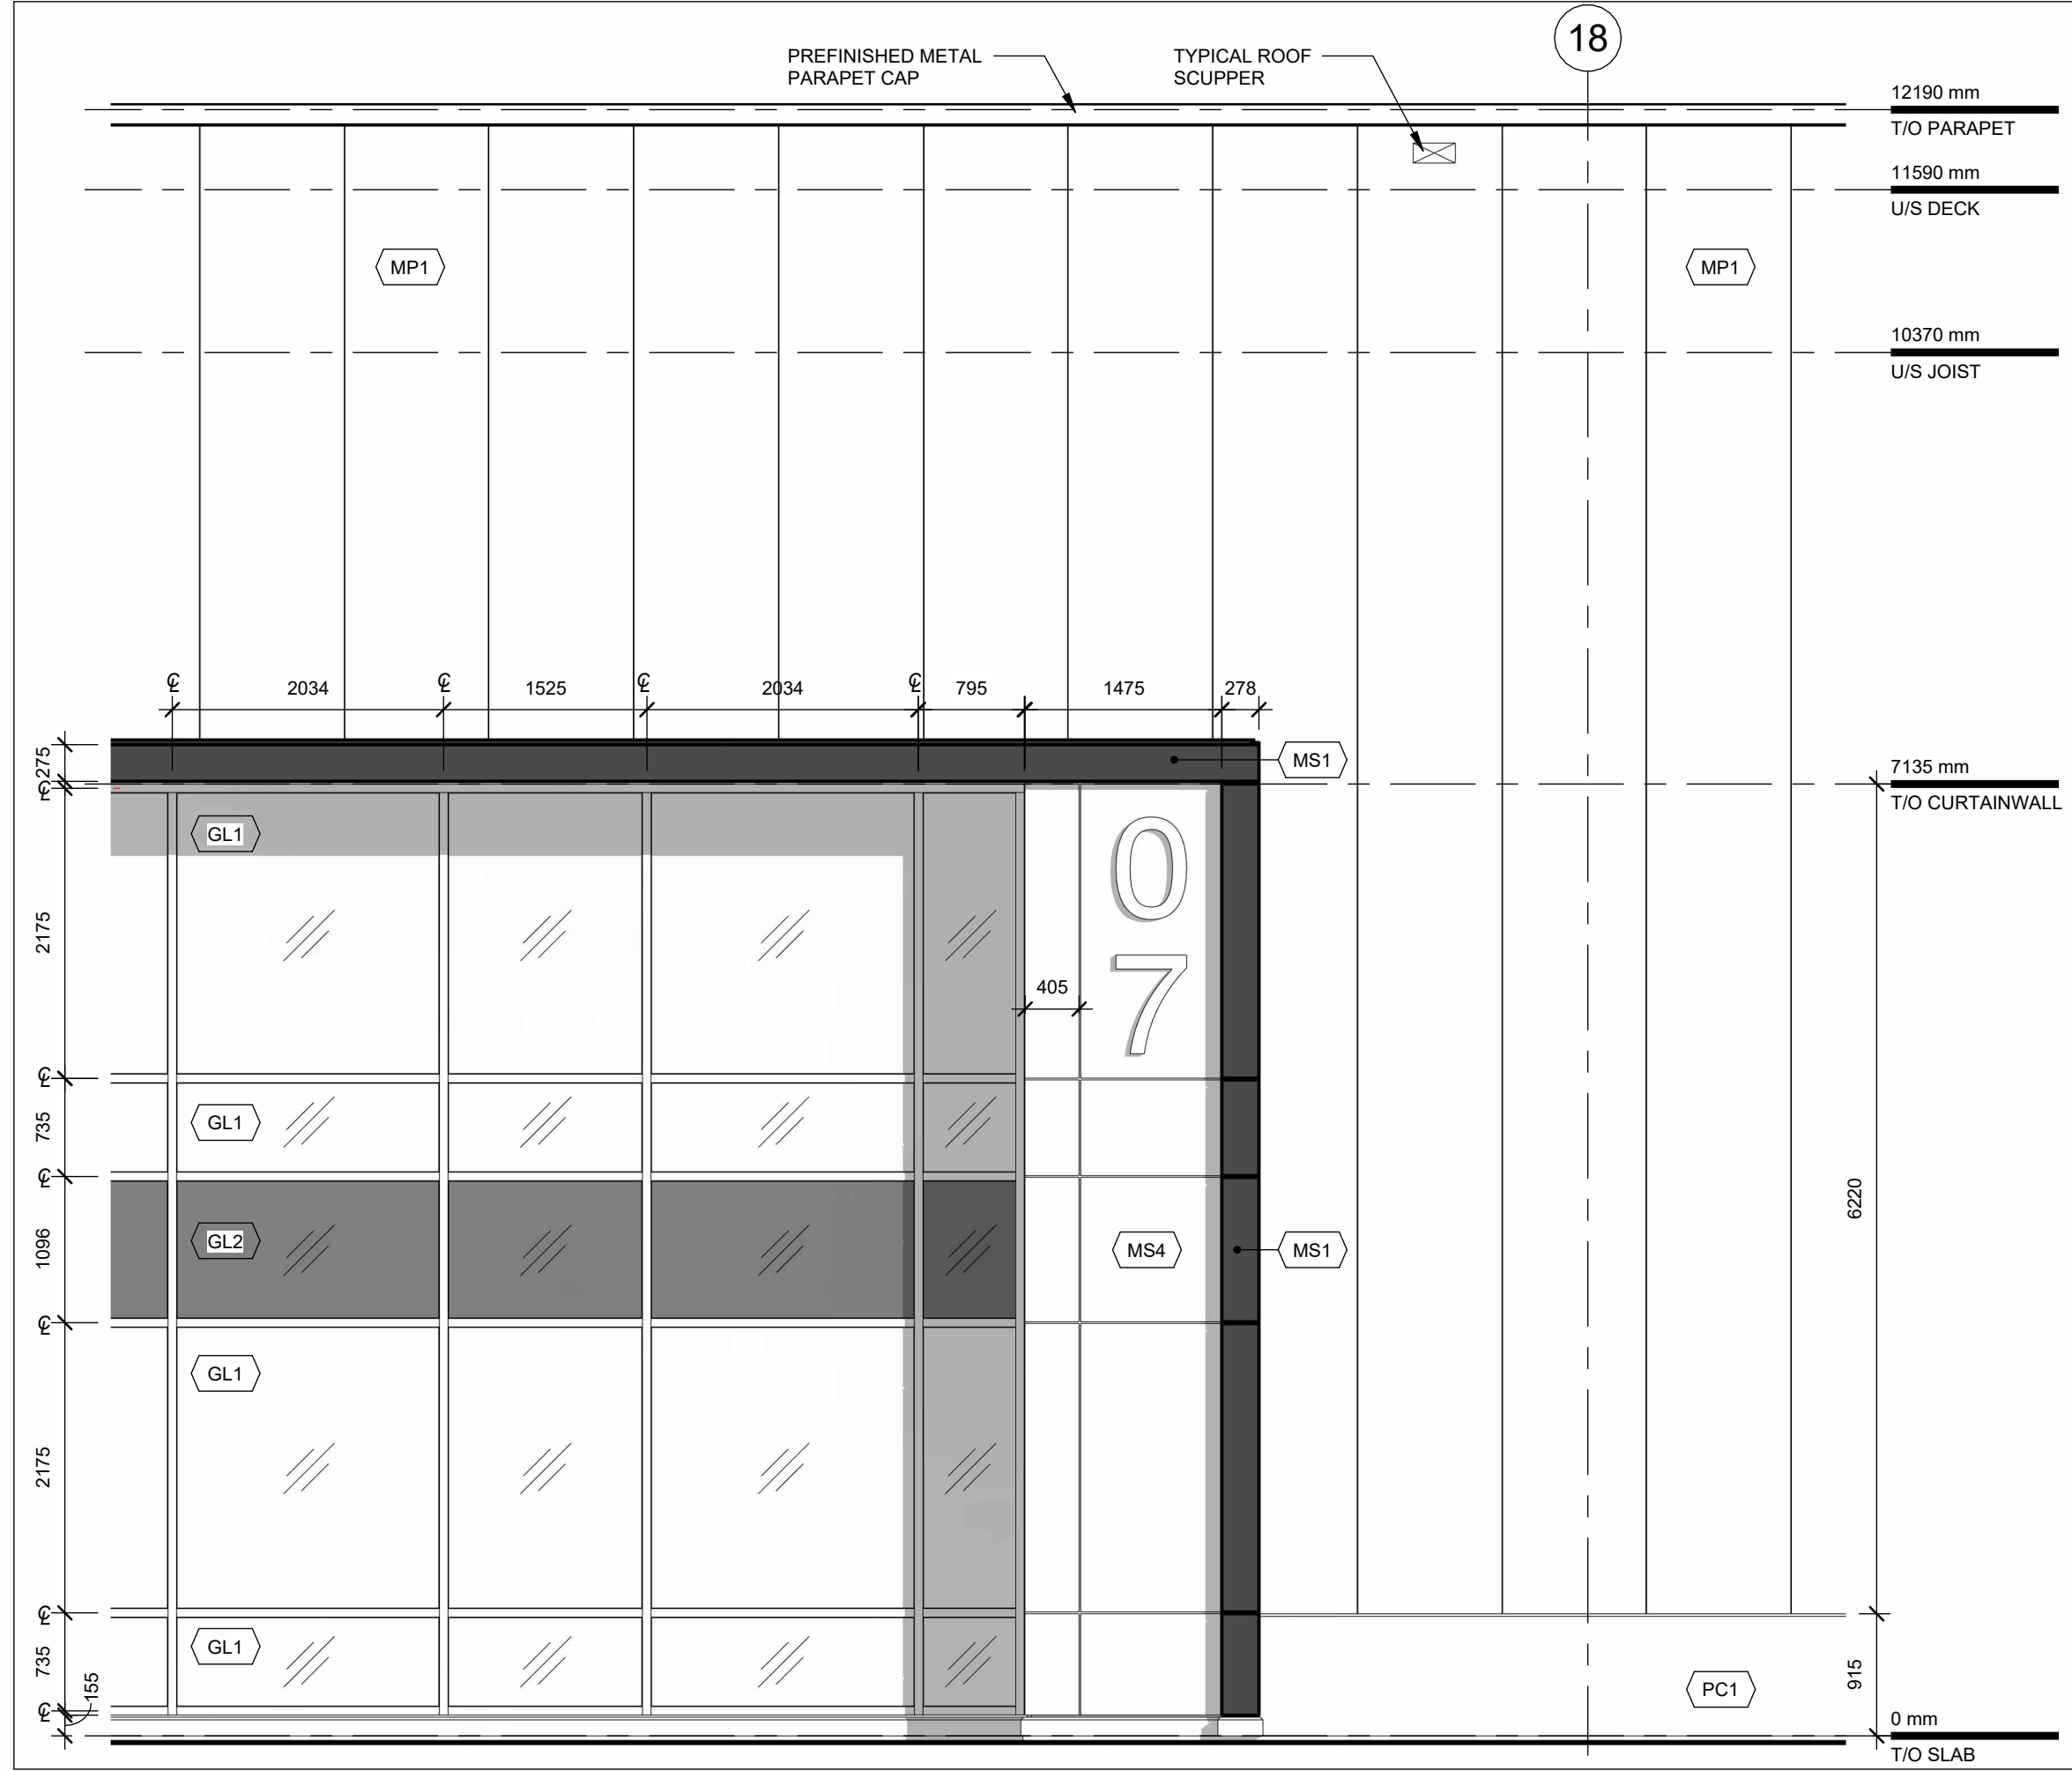 18
PREFINISHED METAL
PARAPET CAP
TYPICAL ROOF
SCUPPER
12190 mm
T/O PARAPET
11590 mm
U/S DECK
MP1
MP1
10370 mm
U/S JOIST
℄ 2034 ℄ 1525 ℄ 2034 ℄ 795 1475 278
275
MS1
℄
7135 mm
T/O CURTAINWALL
GL1
0
7
2175
405
℄
GL1
735
℄
GL2
1096
MS4
MS1
6220
℄
GL1
2175
℄
GL1
735
155
℄
PC1
915
0 mm
T/O SLAB